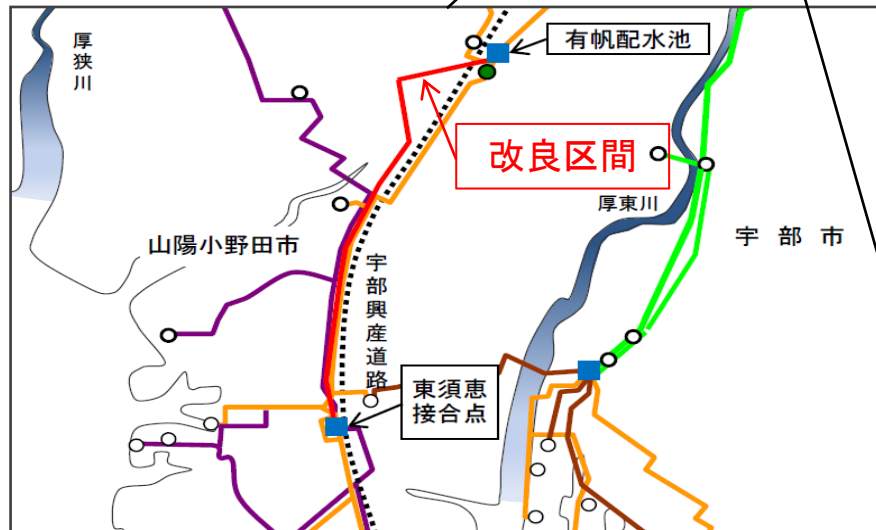 厚狭川
有帆配水池
改良区間
厚東川
宇部市
山陽小野田市
宇部興産道路
東須恵
接合点